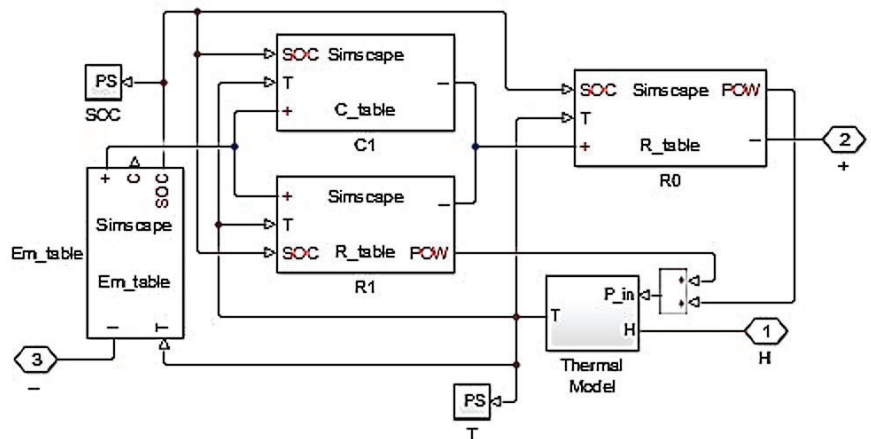 SOC Simscape
T
+ C_table −
C1
PS
SOC
SOC Simscape POW
T
+ R_table −
R0
2
+
+ C SOC
Simscape
Em_table
Em_table
− T
+ Simscape −
T
SOC R_table POW
R1
P_in
T
H
Thermal
Model
+
+
1
H
3
−
PS
T